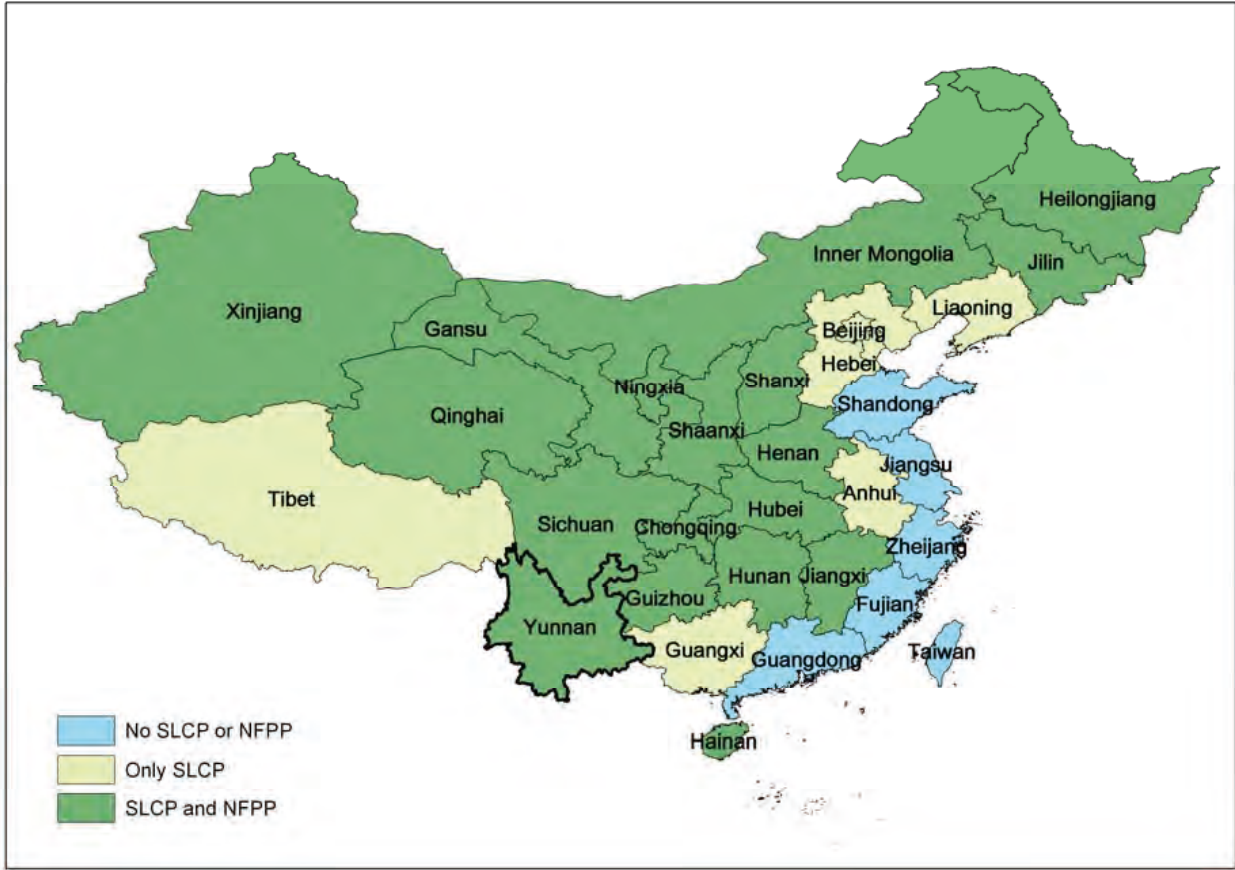 Heilongjiang
Inner Mongolia
Jilin
Xinjiang
Liaoning
Gansu
Beijing
Hebei
Ningxia
Shanxi
Qinghai
Shandong
Shaanxi
Henan
Jiangsu
Tibet
Anhui
Hubei
Sichuan
Chongqing
Zheijang
Hunan
Jiangxi
Guizhou
Fujian
Yunnan
Guangxi
Guangdong
Taiwan
Hainan
No SLCP or NFPP
Only SLCP
SLCP and NFPP